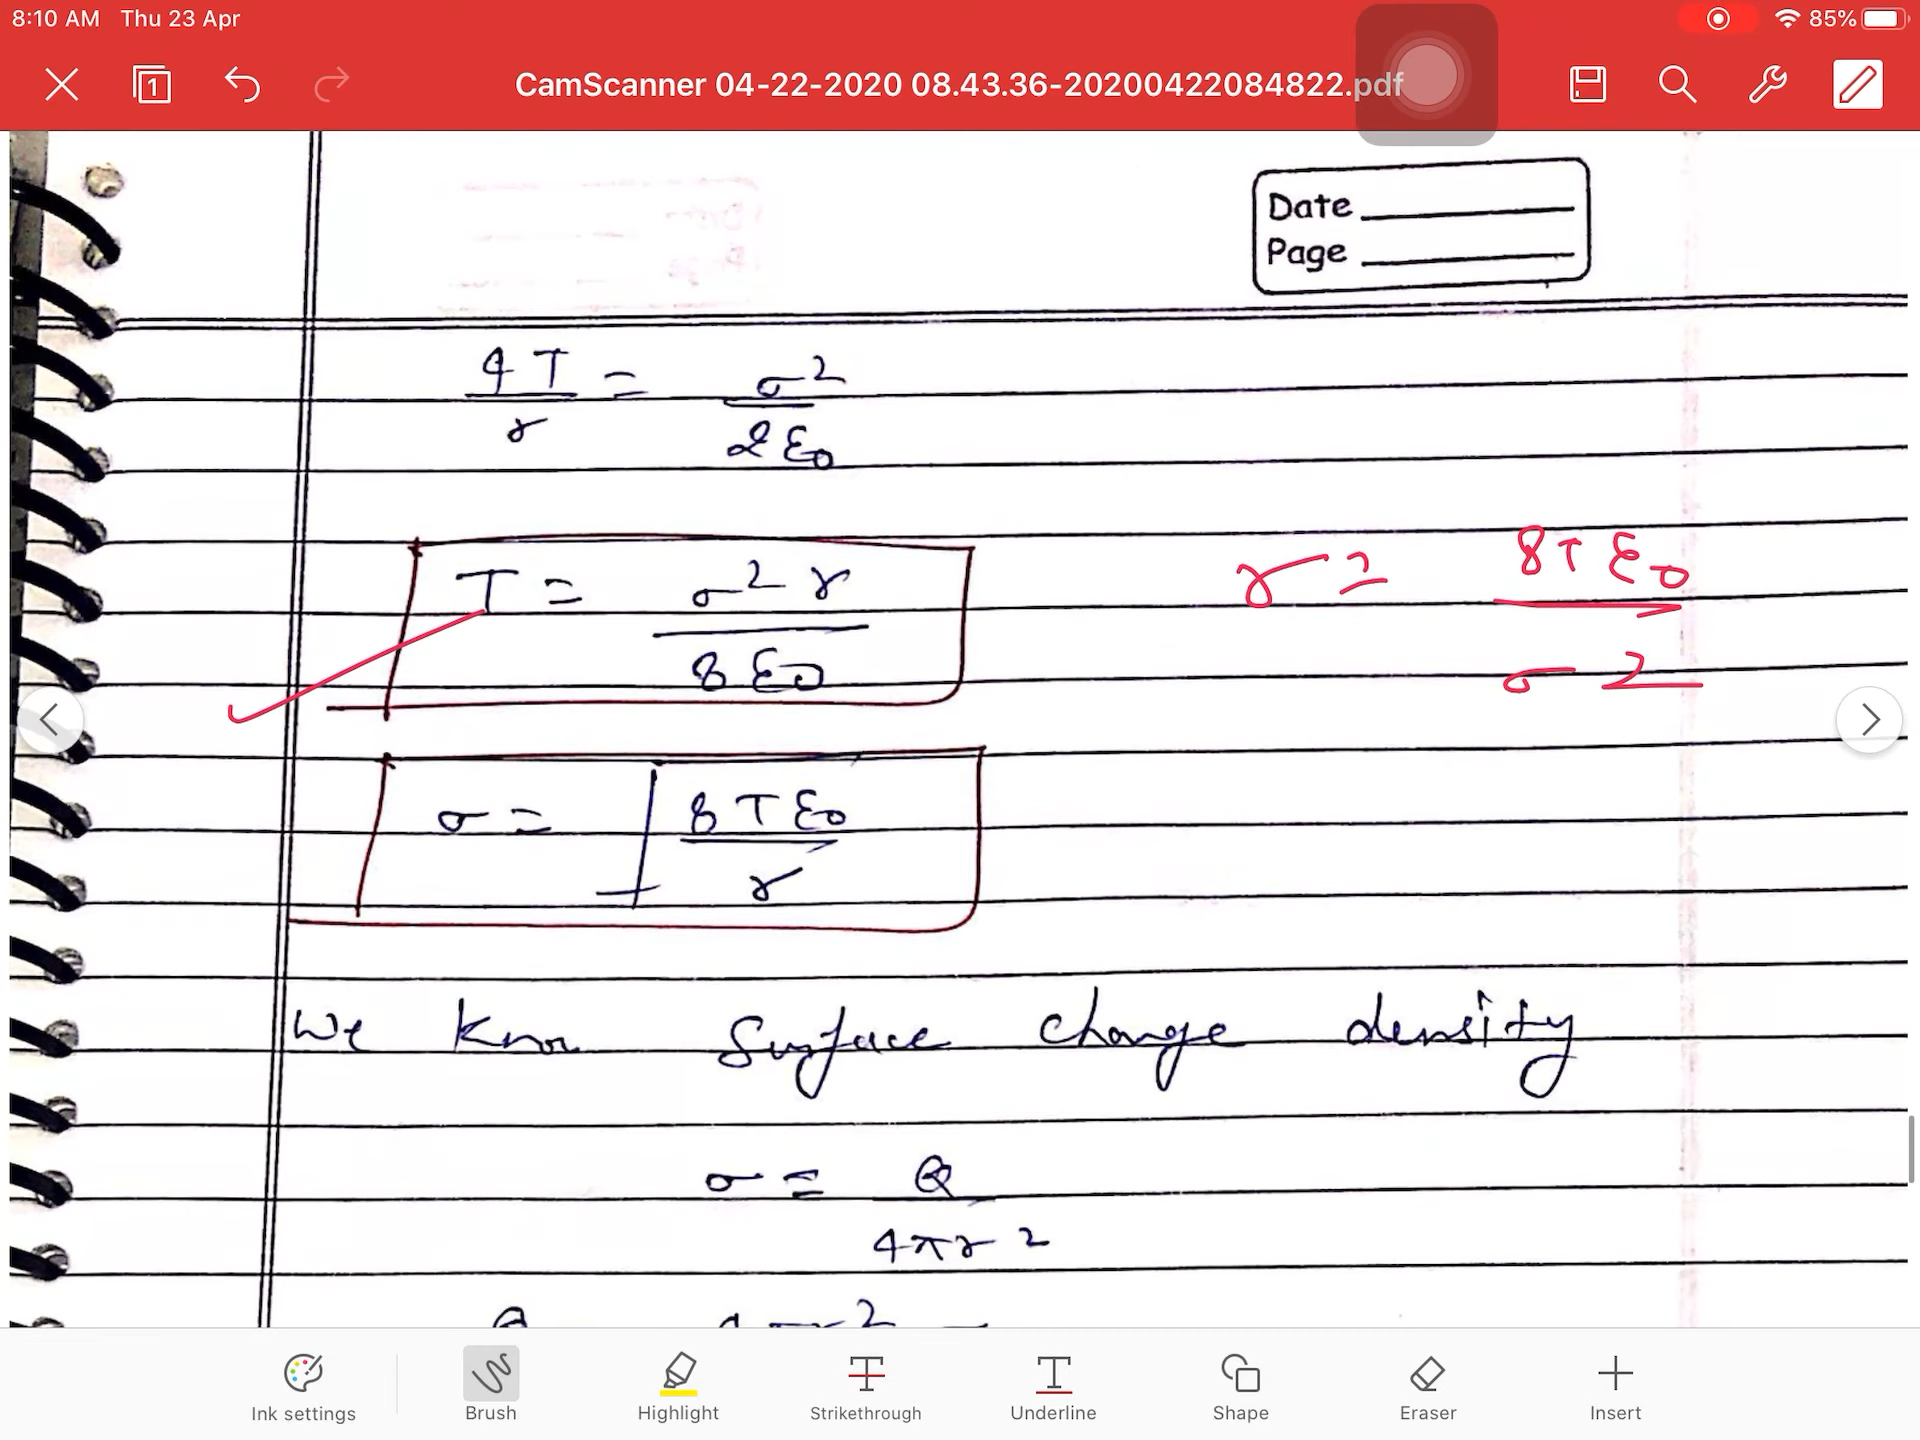 8:10 AM Thu 23 Apr
85%
1
CamScanner 04-22-2020 08.43.36-20200422084822.pdf
Date
Page
4T/r = σ²/2ε₀
T = σ²r/8ε₀
r = 8Tε₀/σ²
σ = √(8Tε₀/r)
We know Surface charge density
σ = Q/4πr²
Ink settings
Brush
Highlight
Strikethrough
Underline
Shape
Eraser
Insert